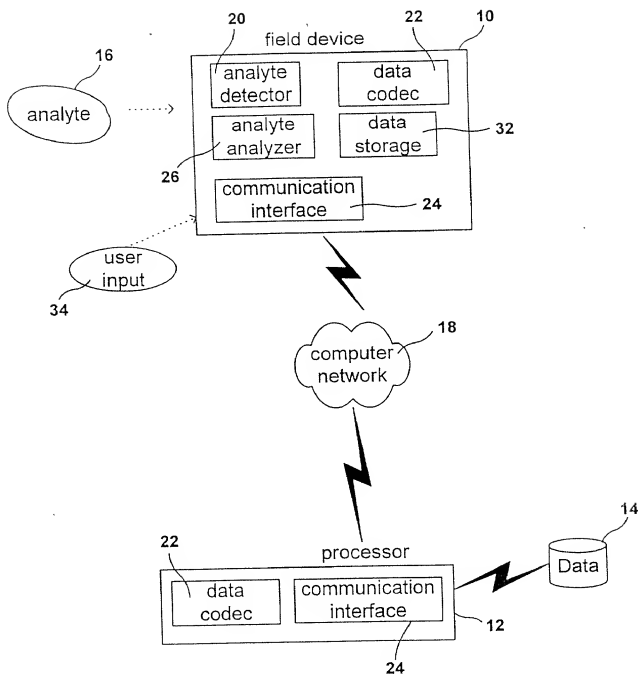 20
22
10
field device
16
analyte
analyte
detector
data
codec
analyte
analyzer
data
storage
32
26
communication
interface
24
user
input
34
18
computer
network
14
Data
processor
22
data
codec
communication
interface
12
24